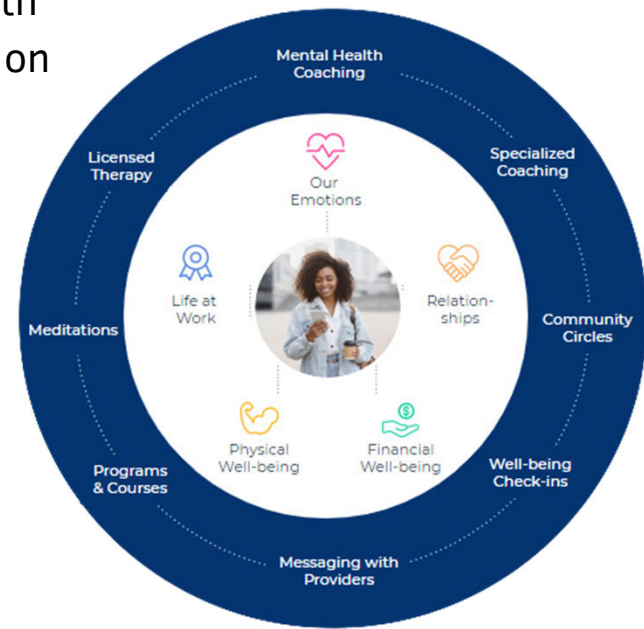 on
Mental Health
Coaching
Specialized
Coaching
Community
Circles
Well-being
Check-ins
Messaging with
Providers
Programs
& Courses
Meditations
Licensed
Therapy
Our
Emotions
Relation-
ships
Financial
Well-being
$
Physical
Well-being
Life at
Work